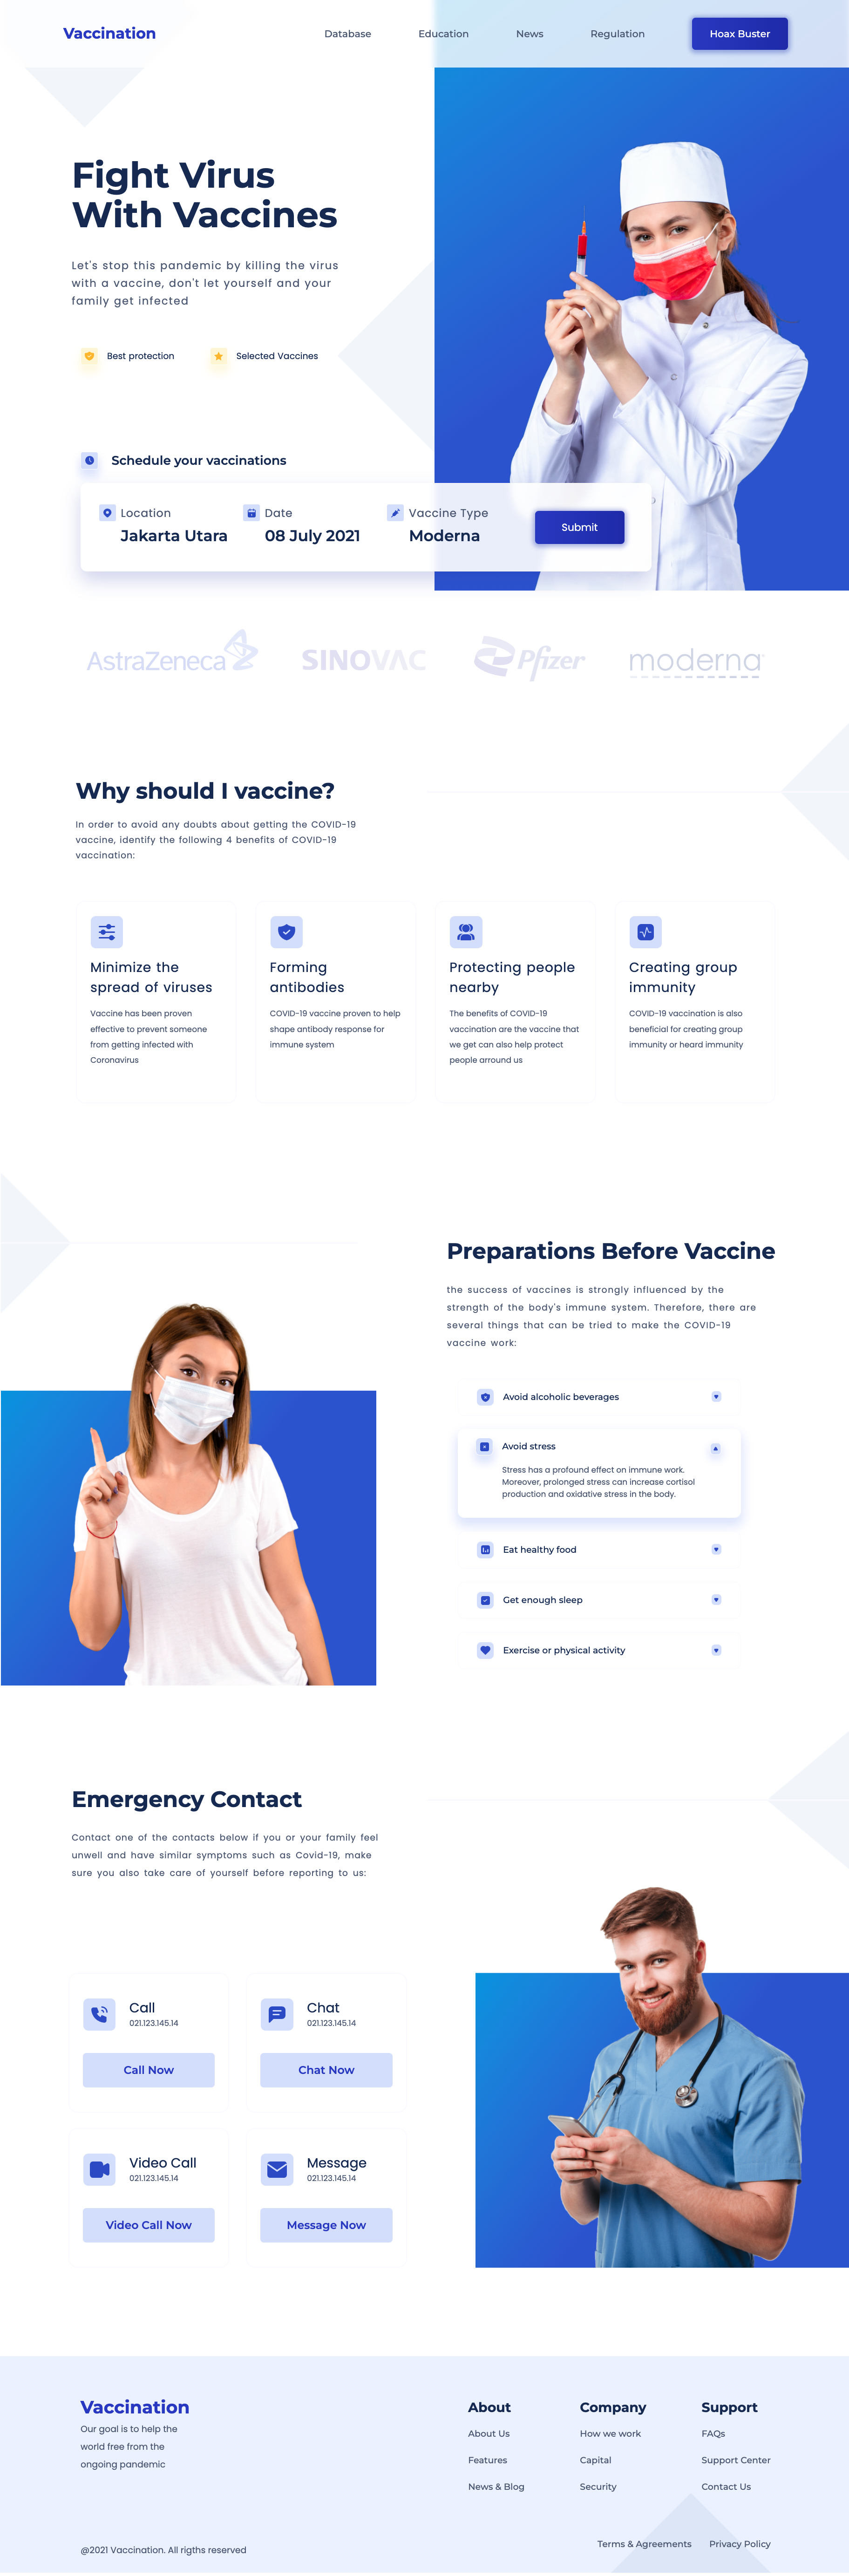 Vaccination
Database
Education
News
Regulation
Hoax Buster
Fight Virus
With Vaccines
Let's stop this pandemic by killing the virus
with a vaccine, don't let yourself and your
family get infected
Best protection
Selected Vaccines
Schedule your vaccinations
Location
Jakarta Utara
Date
08 July 2021
Vaccine Type
Moderna
Submit
AstraZeneca
SINOVAC
Pfizer
moderna
Why should I vaccine?
In order to avoid any doubts about getting the COVID-19
vaccine, identify the following 4 benefits of COVID-19
vaccination:
Minimize the
spread of viruses
Vaccine has been proven
effective to prevent someone
from getting infected with
Coronavirus
Forming
antibodies
COVID-19 vaccine proven to help
shape antibody response for
immune system
Protecting people
nearby
The benefits of COVID-19
vaccination are the vaccine that
we get can also help protect
people arround us
Creating group
immunity
COVID-19 vaccination is also
beneficial for creating group
immunity or heard immunity
Preparations Before Vaccine
the success of vaccines is strongly influenced by the
strength of the body's immune system. Therefore, there are
several things that can be tried to make the COVID-19
vaccine work:
Avoid alcoholic beverages
Avoid stress
Stress has a profound effect on immune work.
Moreover, prolonged stress can increase cortisol
production and oxidative stress in the body.
Eat healthy food
Get enough sleep
Exercise or physical activity
Emergency Contact
Contact one of the contacts below if you or your family feel
unwell and have similar symptoms such as Covid-19, make
sure you also take care of yourself before reporting to us:
Call
021.123.145.14
Call Now
Chat
021.123.145.14
Chat Now
Video Call
021.123.145.14
Video Call Now
Message
021.123.145.14
Message Now
Vaccination
Our goal is to help the
world free from the
ongoing pandemic
About
About Us
Features
News & Blog
Company
How we work
Capital
Security
Support
FAQs
Support Center
Contact Us
@2021 Vaccination. All rigths reserved
Terms & Agreements
Privacy Policy